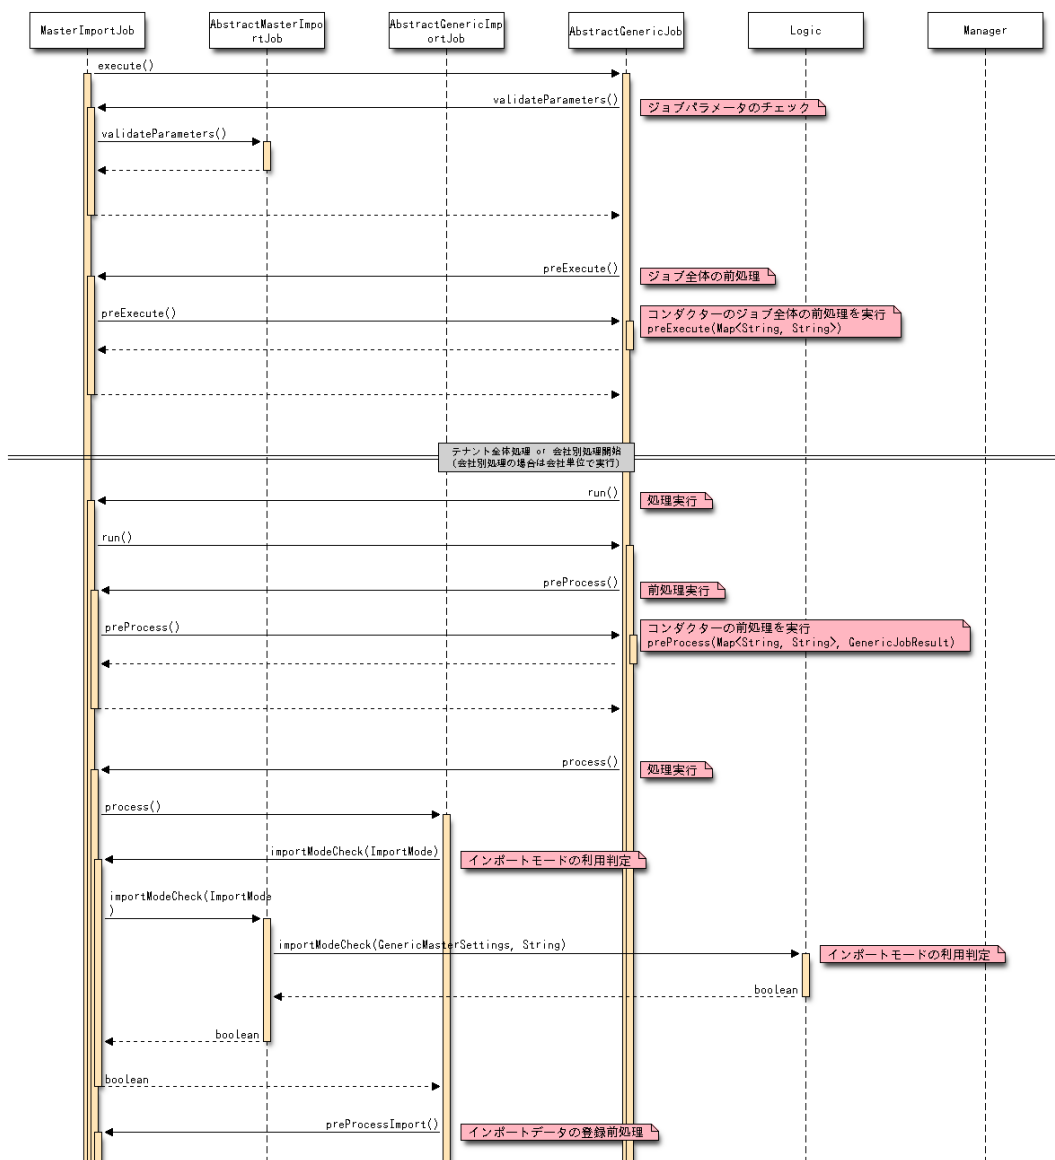 MasterImportJob
AbstractMasterImpo
rtJob
AbstractGenericImp
ortJob
AbstractGenericJob
Logic
Manager
execute()
validateParameters()
ジョブパラメータのチェック
validateParameters()
preExecute()
ジョブ全体の前処理
preExecute()
コンダクターのジョブ全体の前処理を実行
preExecute(Map<String, String>)
テナント全体処理 or 会社別処理開始
(会社別処理の場合は会社単位で実行)
run()
処理実行
run()
preProcess()
前処理実行
preProcess()
コンダクターの前処理を実行
preProcess(Map<String, String>, GenericJobResult)
process()
処理実行
process()
importModeCheck(ImportMode)
インポートモードの利用判定
importModeCheck(ImportMode
)
importModeCheck(GenericMasterSettings, String)
インポートモードの利用判定
boolean
boolean
boolean
preProcessImport()
インポートデータの登録前処理